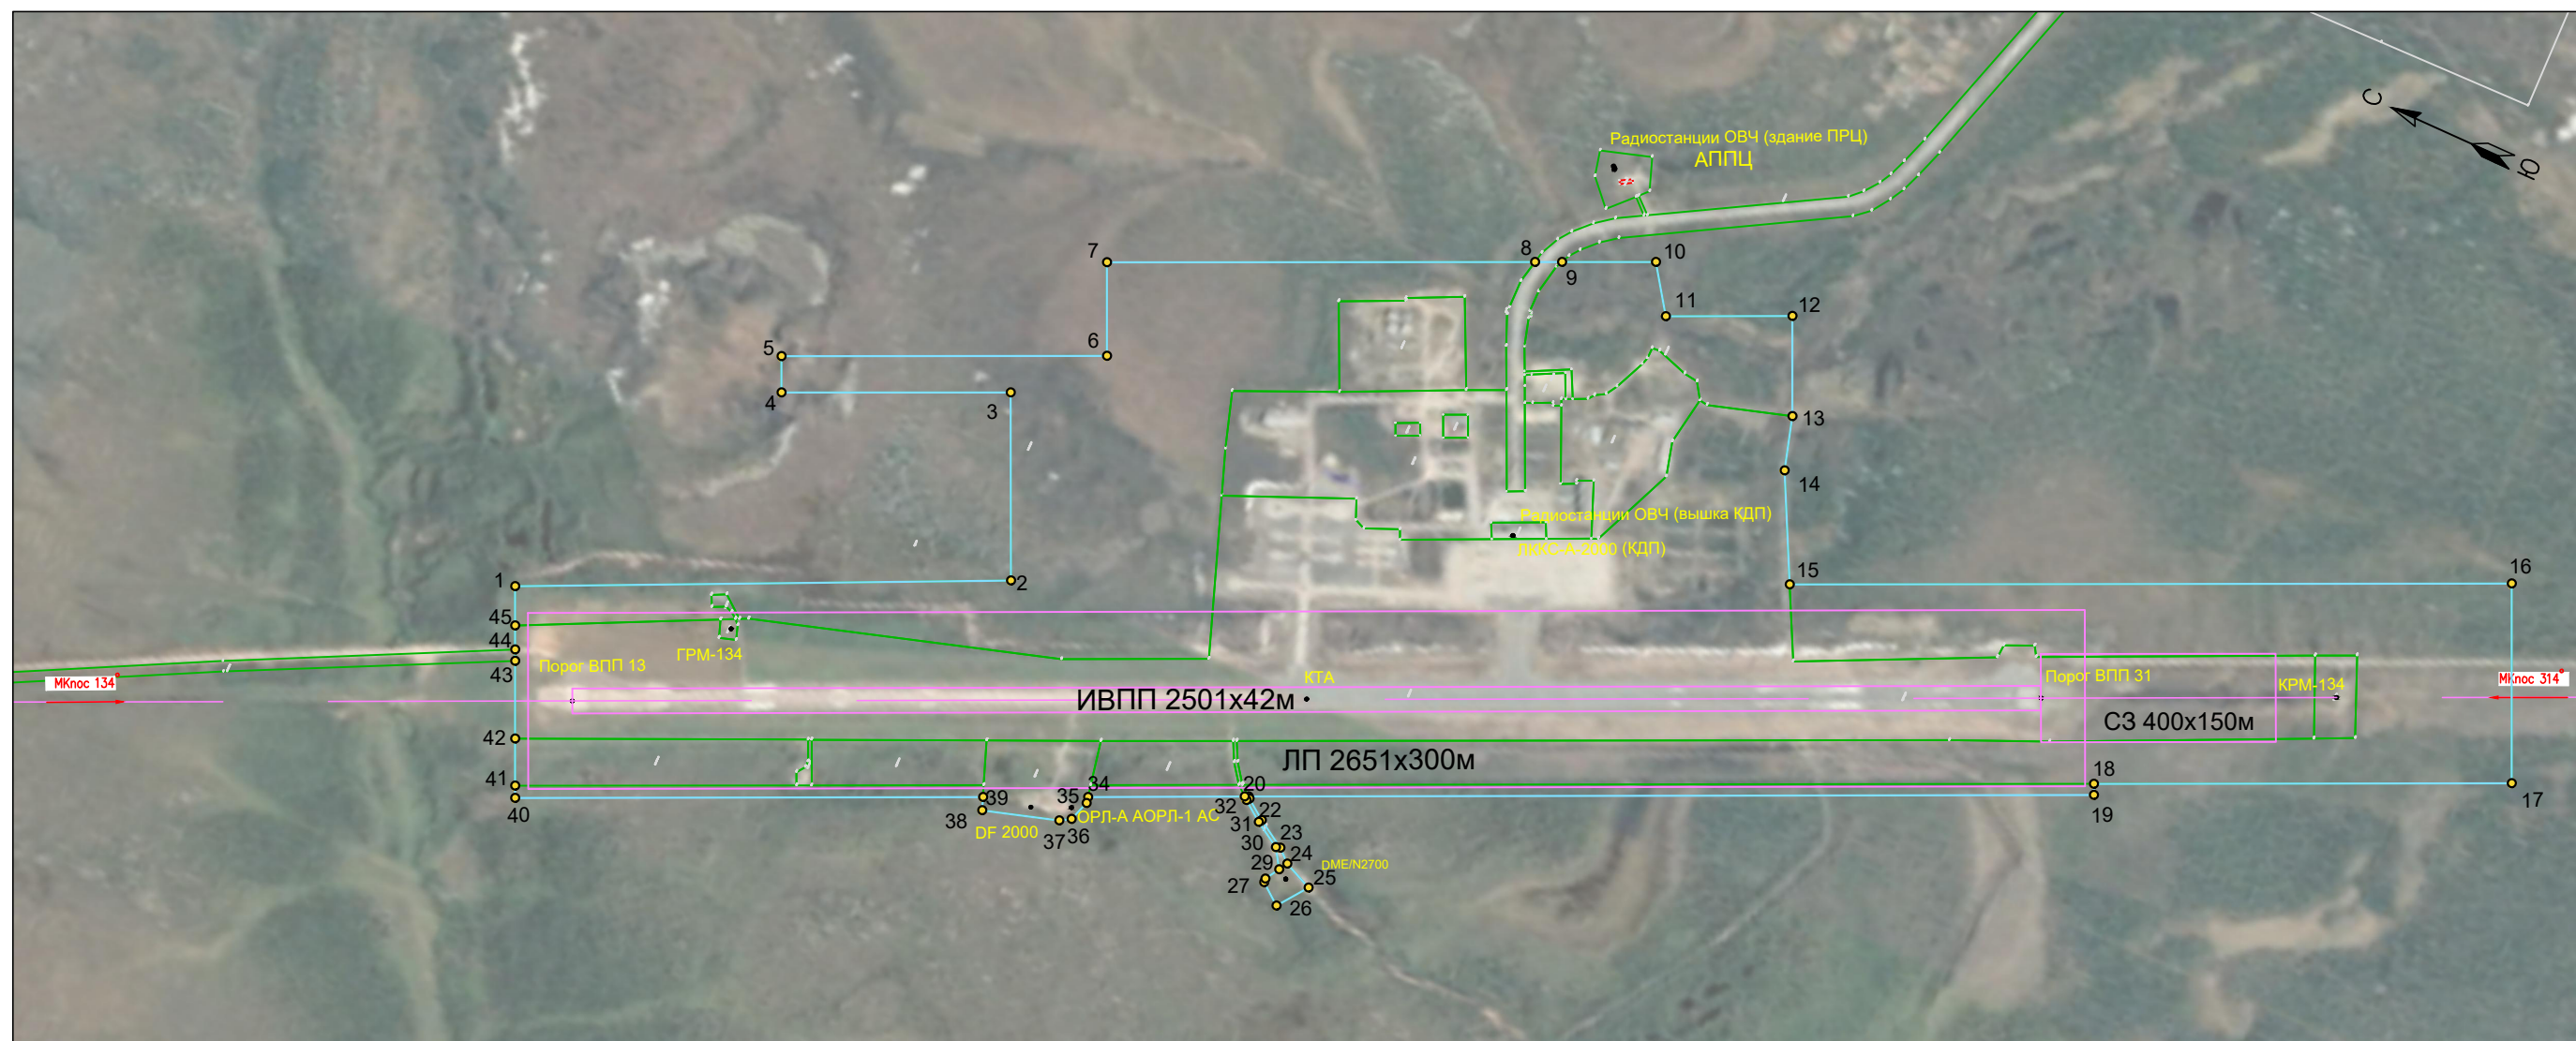 С
Ю
Радиостанции ОВЧ (здание ПРЦ)
АППЦ
7
8
9
10
11
12
5
6
4
3
13
14
Радиостанции ОВЧ (вышка КДП)
ЛККС-А-2000 (КДП)
1
2
15
16
45
44
43
ГРМ-134
Порог ВПП 13
МКпос 134°
КТА
Порог ВПП 31
КРМ-134
МКпос 314°
ИВПП 2501х42м
СЗ 400х150м
42
ЛП 2651х300м
41
40
39
38
DF 2000
37
36
35
34
ОРЛ-А АОРЛ-1 АС
20
32
22
31
23
30
24
29
DME/N2700
25
27
26
18
19
17